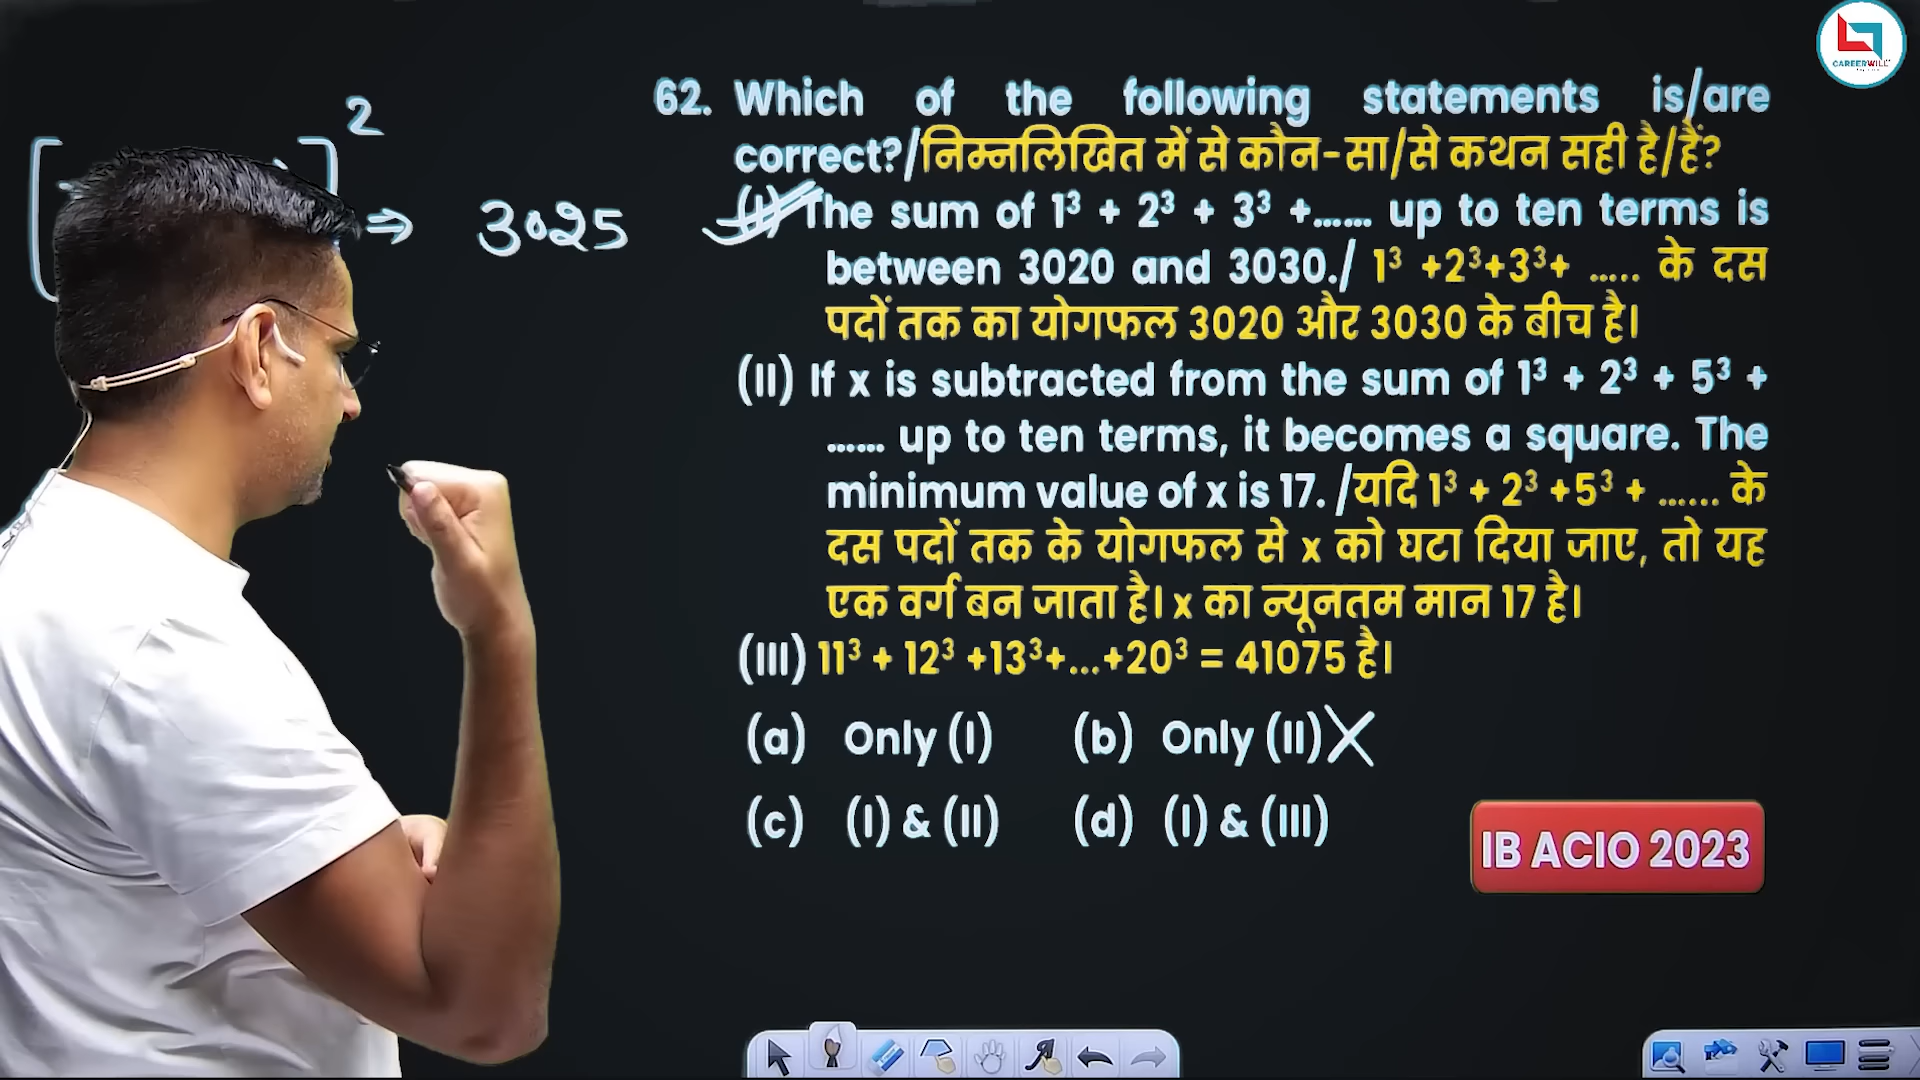 CAREERWILL
2
⇒ 3025
62. Which of the following statements is/are
correct?/निम्नलिखित में से कौन-सा/से कथन सही है/हैं?
(I) The sum of 1³ + 2³ + 3³ +...... up to ten terms is
between 3020 and 3030./ 1³ +2³+3³+ ..... के दस
पदों तक का योगफल 3020 और 3030 के बीच है।
(II) If x is subtracted from the sum of 1³ + 2³ + 5³ +
...... up to ten terms, it becomes a square. The
minimum value of x is 17. /यदि 1³ + 2³ +5³ + ...... के
दस पदों तक के योगफल से x को घटा दिया जाए, तो यह
एक वर्ग बन जाता है। x का न्यूनतम मान 17 है।
(III) 11³ + 12³ +13³+...+20³ = 41075 है।
(a) Only (I) (b) Only (II) X
(c) (I) & (II) (d) (I) & (III)
IB ACIO 2023